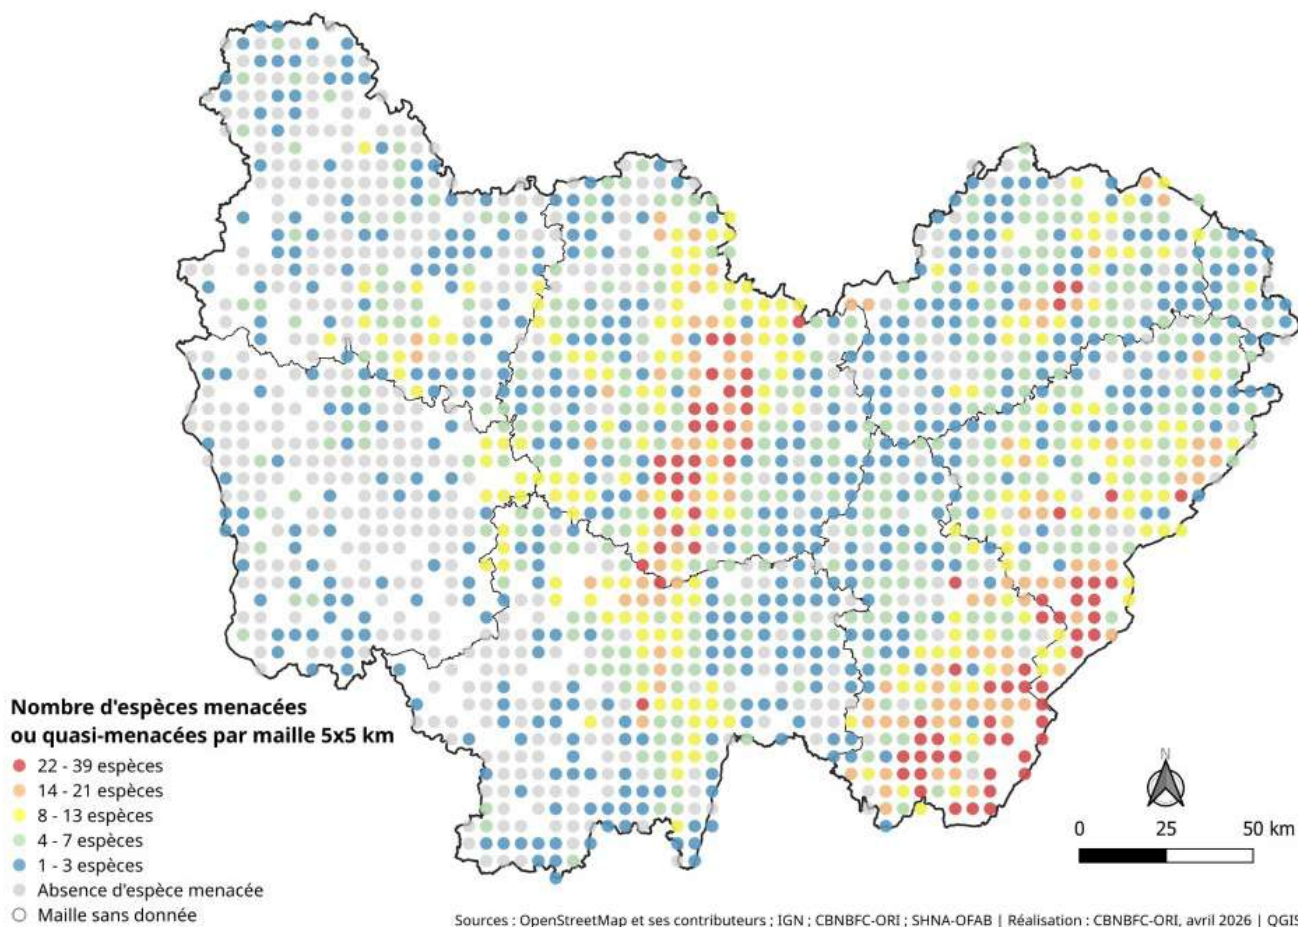 Nombre d'espèces menacées
ou quasi-menacées par maille 5x5 km
22 - 39 espèces
14 - 21 espèces
8 - 13 espèces
4 - 7 espèces
1 - 3 espèces
Absence d'espèce menacée
Maille sans donnée
N
0 25 50 km
Sources : OpenStreetMap et ses contributeurs ; IGN ; CBNBFC-ORI ; SHNA-OFAB | Réalisation : CBNBFC-ORI, avril 2026 | QGIS